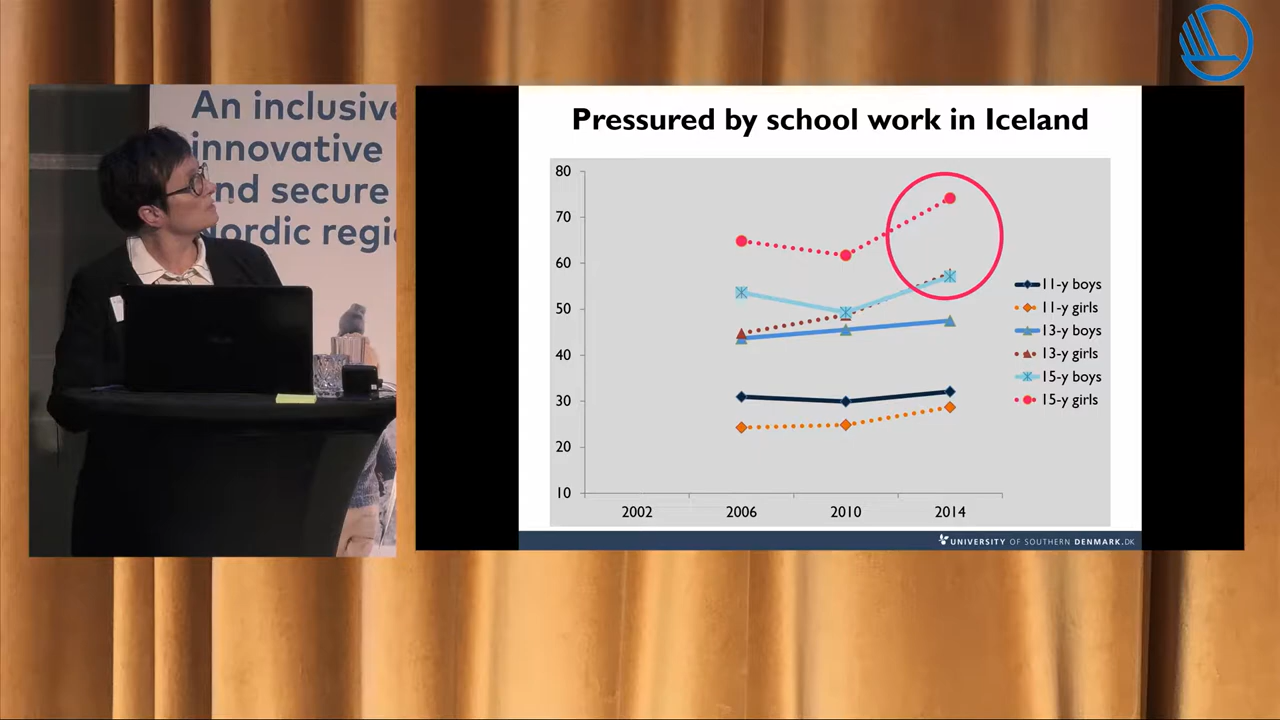 An inclusive
innovative
and secure
Nordic regi
Pressured by school work in Iceland
80
70
60
50
40
30
20
10
2002
2006
2010
2014
11-y boys
11-y girls
13-y boys
13-y girls
15-y boys
15-y girls
UNIVERSITY OF SOUTHERN DENMARK.DK